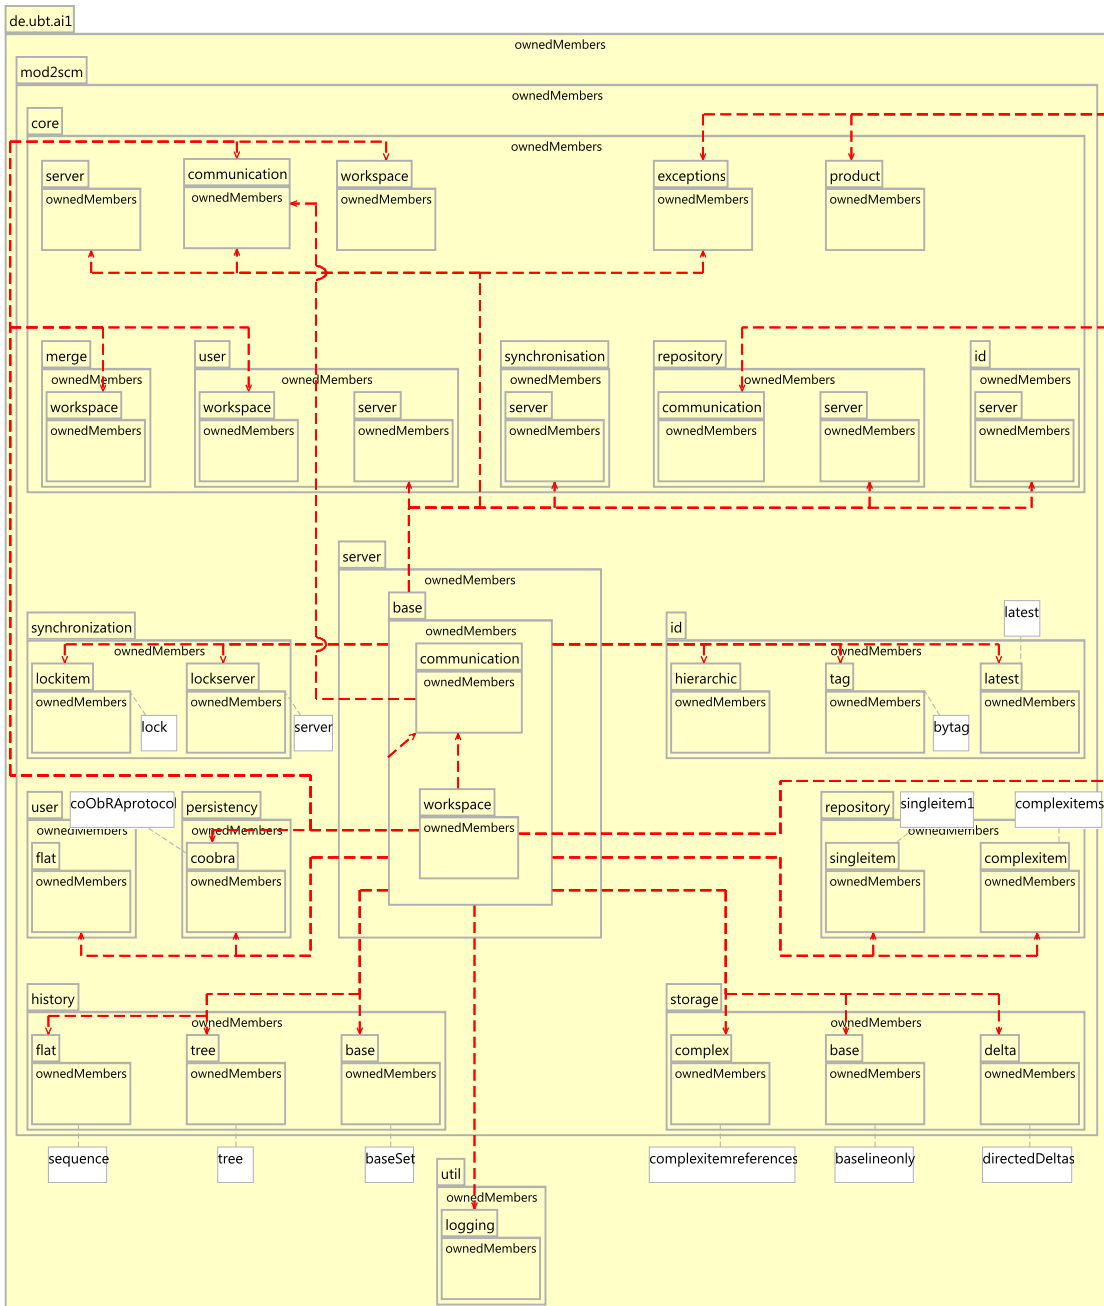 de.ubt.ai1
ownedMembers
mod2scm
ownedMembers
core
ownedMembers
server
communication
workspace
exceptions
product
ownedMembers
ownedMembers
ownedMembers
ownedMembers
ownedMembers
merge
user
synchronisation
repository
id
ownedMembers
ownedMembers
ownedMembers
ownedMembers
ownedMembers
workspace
workspace
server
server
communication
server
server
ownedMembers
ownedMembers
ownedMembers
ownedMembers
ownedMembers
ownedMembers
ownedMembers
server
ownedMembers
base
ownedMembers
communication
ownedMembers
workspace
ownedMembers
synchronization
ownedMembers
lockitem
lockserver
ownedMembers
ownedMembers
lock
server
latest
id
ownedMembers
hierarchic
tag
latest
ownedMembers
ownedMembers
ownedMembers
bytag
user
coObRAprotocol
persistency
ownedMembers
ownedMembers
flat
coobra
ownedMembers
ownedMembers
repository
singleitem1
complexitems
ownedMembers
singleitem
complexitem
ownedMembers
ownedMembers
history
ownedMembers
flat
tree
base
ownedMembers
ownedMembers
ownedMembers
storage
ownedMembers
complex
base
delta
ownedMembers
ownedMembers
ownedMembers
sequence
tree
baseSet
complexitemreferences
baselineonly
directedDeltas
util
ownedMembers
logging
ownedMembers